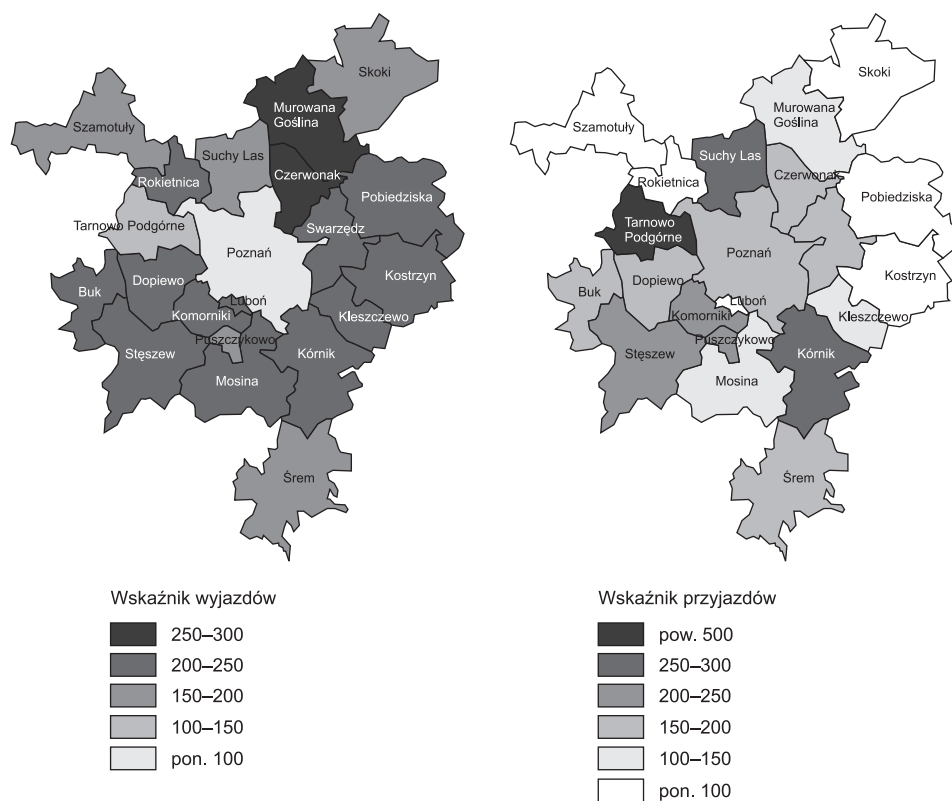 Skoki
Murowana
Goślina
Szamotuły
Suchy Las
Czerwonak
Rokietnica
Pobiedziska
Tarnowo Podgórne
Swarzędz
Poznań
Kostrzyn
Buk
Dopiewo
Luboń
Komorniki
Kleszczewo
Puszczykowo
Stęszew
Kórnik
Mosina
Śrem
Wskaźnik wyjazdów
250–300
200–250
150–200
100–150
pon. 100
Skoki
Murowana
Goślina
Szamotuły
Suchy Las
Czerwonak
Rokietnica
Pobiedziska
Tarnowo
Podgórne
Poznań
Kostrzyn
Buk
Dopiewo
Luboń
Komorniki
Kleszczewo
Puszczykowo
Stęszew
Kórnik
Mosina
Śrem
Wskaźnik przyjazdów
pow. 500
250–300
200–250
150–200
100–150
pon. 100